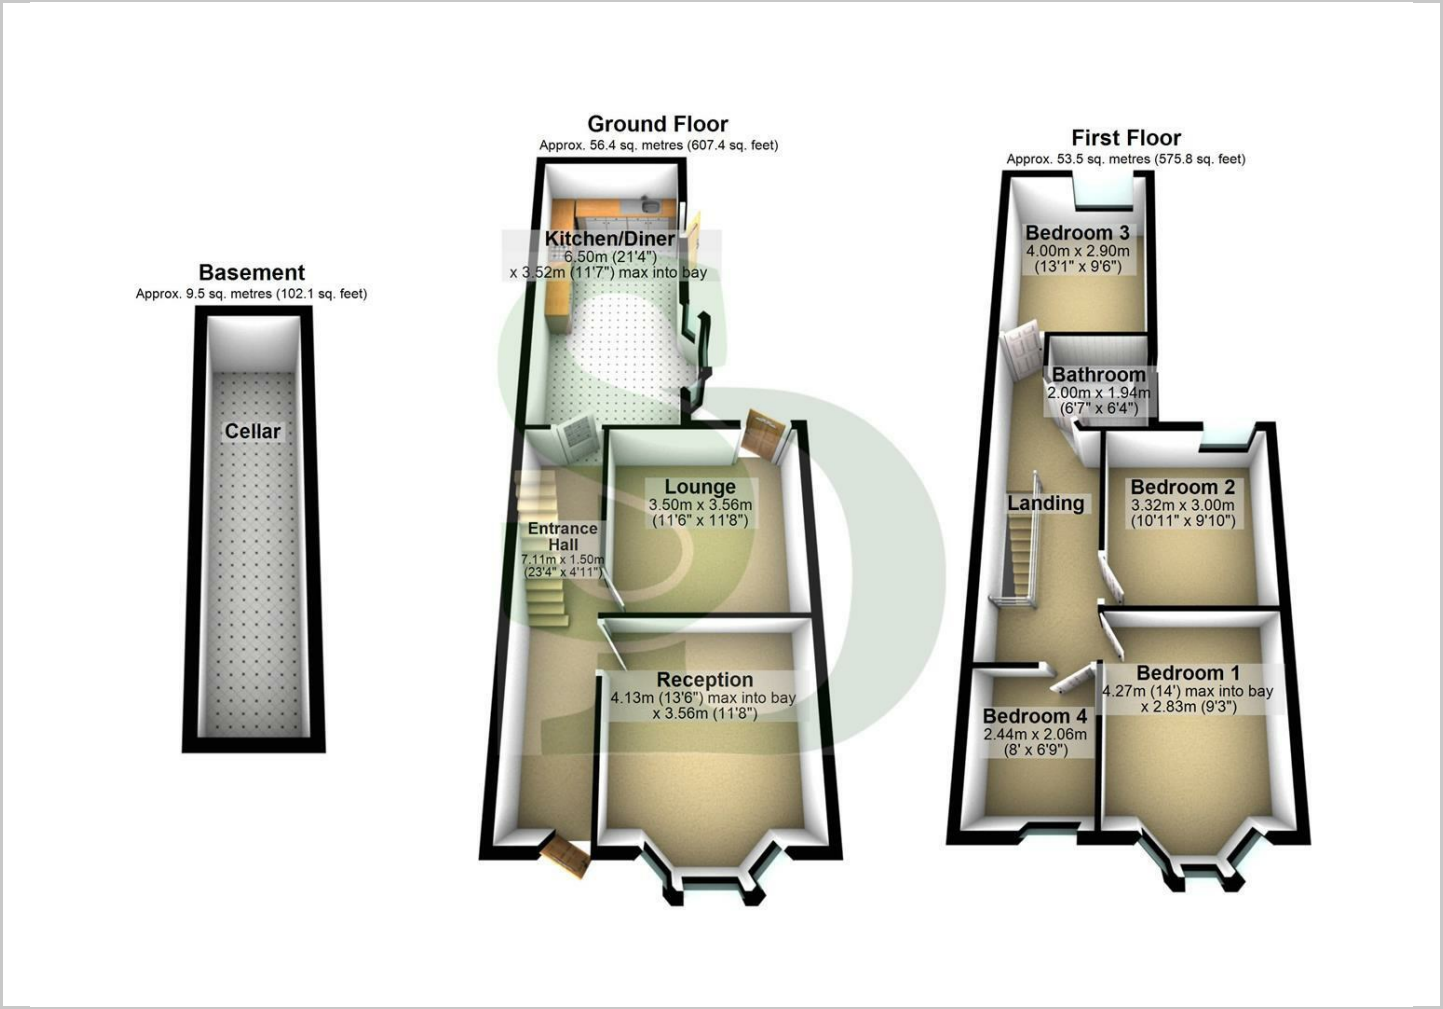 Basement
Approx. 9.5 sq. metres (102.1 sq. feet)
Cellar
Ground Floor
Approx. 56.4 sq. metres (607.4 sq. feet)
Kitchen/Diner
6.50m (21'4")
x 3.52m (11'7") max into bay
Lounge
3.50m x 3.56m
(11'6" x 11'8")
Entrance
Hall
7.11m x 1.50m
(23'4" x 4'11")
Reception
4.13m (13'6") max into bay
x 3.56m (11'8")
First Floor
Approx. 53.5 sq. metres (575.8 sq. feet)
Bedroom 3
4.00m x 2.90m
(13'1" x 9'6")
Bathroom
2.00m x 1.94m
(6'7" x 6'4")
Landing
Bedroom 2
3.32m x 3.00m
(10'11" x 9'10")
Bedroom 1
4.27m (14') max into bay
x 2.83m (9'3")
Bedroom 4
2.44m x 2.06m
(8' x 6'9")